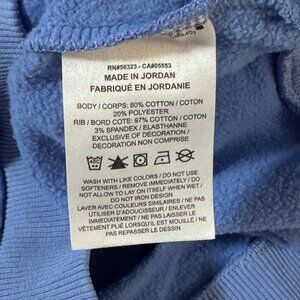 RN#56323 - CA#05553
MADE IN JORDAN
FABRIQUÉ EN JORDANIE
BODY / CORPS: 80% COTTON / COTON
20% POLYESTER
RIB / BORD COTE: 97% COTTON / COTON
3% SPANDEX / ELASTHANNE
EXCLUSIVE OF DECORATION /
DECORATION NON COMPRISE
WASH WITH LIKE COLORS / DO NOT USE
SOFTENERS / REMOVE IMMEDIATELY / DO
NOT ALLOW TO LAY ON ITSELF WHEN WET /
DO NOT IRON DESIGN
LAVER AVEC COULEURS SIMILAIRES / NE PAS
UTILISER D'ADOUCISSEUR / ENLEVER
IMMEDIATEMENT / NE PAS LAISSER LE
VÊTEMENT PLIÉ LORSQU'IL EST MOUILLÉ / NE
PAS REPASSER LE DESSIN